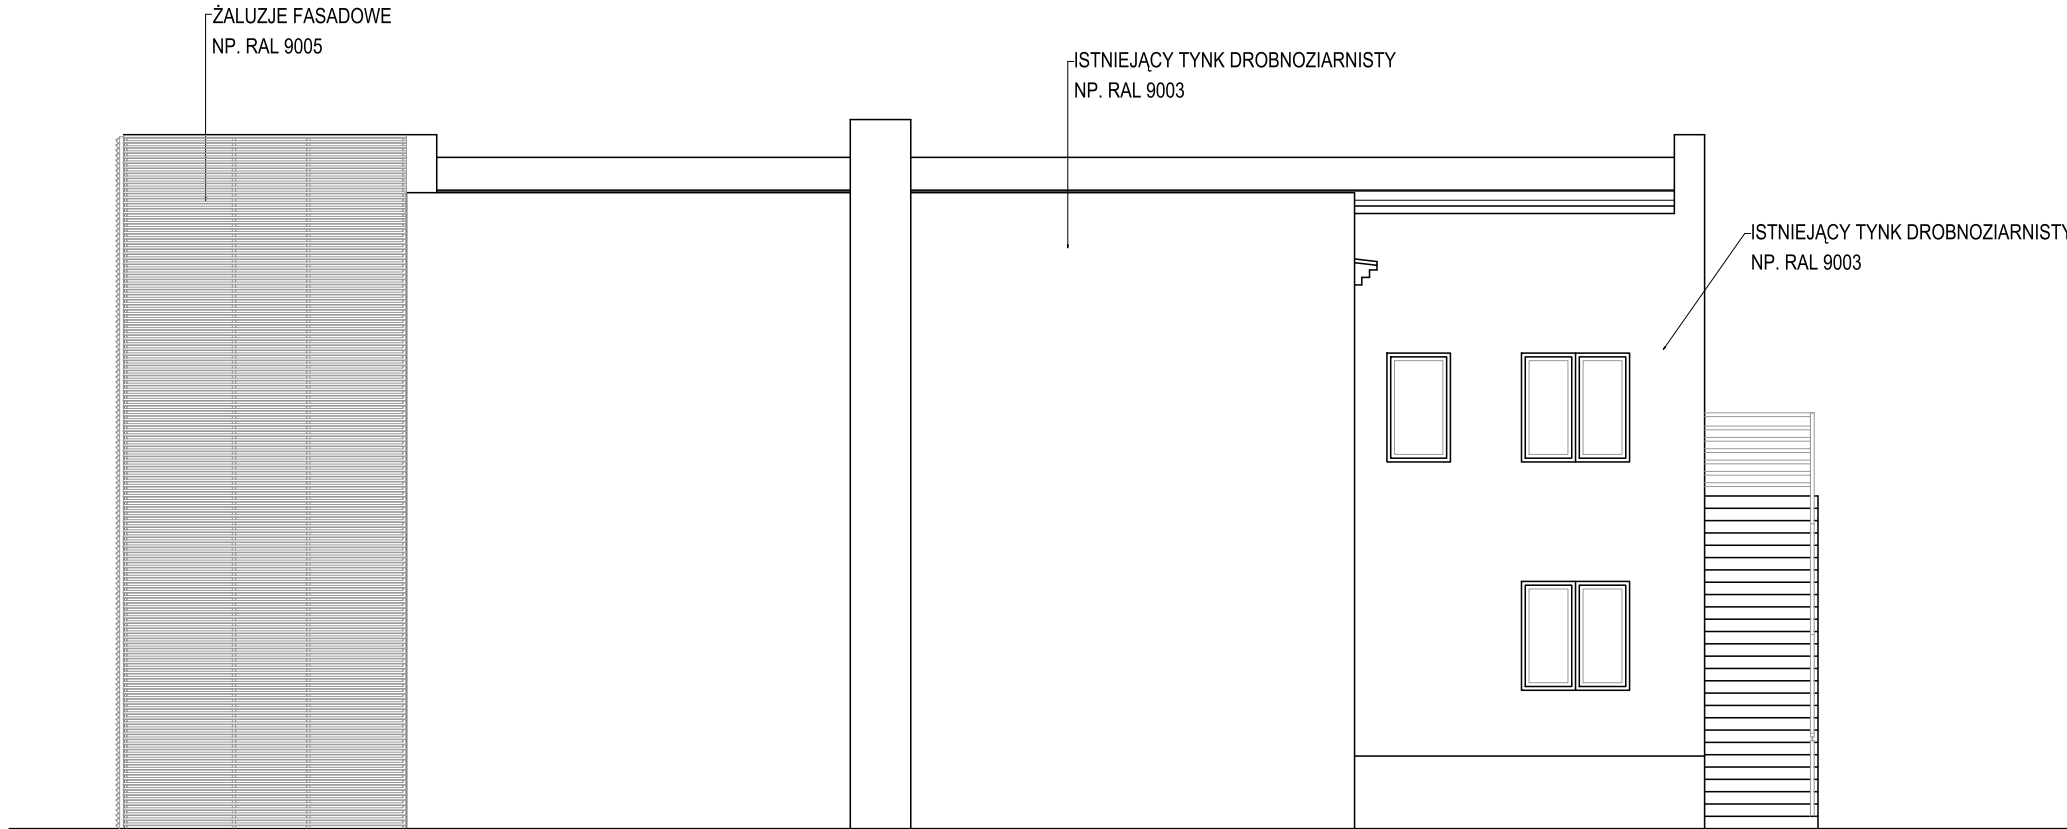 ŻALUZJE FASADOWE
NP. RAL 9005
ISTNIEJĄCY TYNK DROBNOZIARNISTY
NP. RAL 9003
ISTNIEJĄCY TYNK DROBNOZIARNISTY
NP. RAL 9003